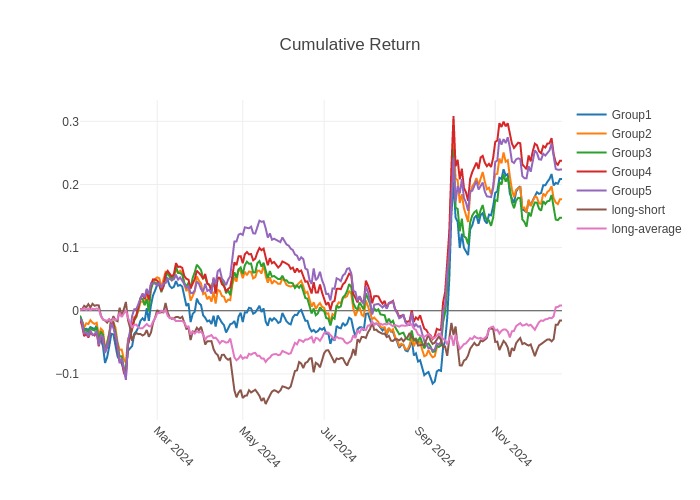 Cumulative Return
0.3
0.2
0.1
0
−0.1
Mar 2024
May 2024
Jul 2024
Sep 2024
Nov 2024
Group1
Group2
Group3
Group4
Group5
long-short
long-average